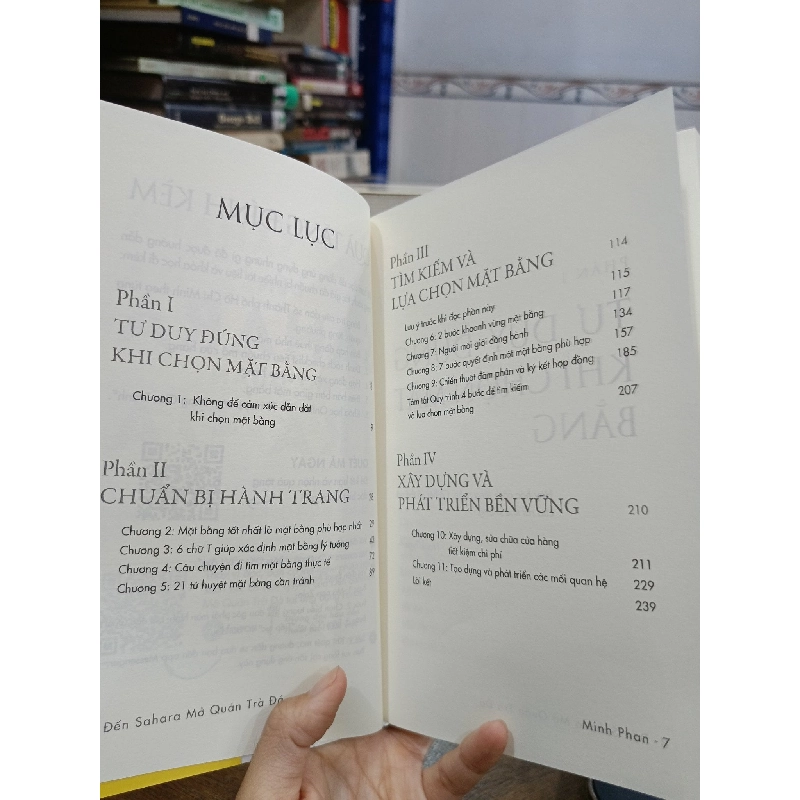 MỤC LỤC
Phần I
TƯ DUY ĐÚNG
KHI CHỌN MẶT BẰNG
Chương 1: Không để cảm xúc dẫn dắt
khi chọn mặt bằng
Phần II
CHUẨN BỊ HÀNH TRANG
Chương 2: Mặt bằng tốt nhất là mặt bằng phù hợp nhất
Chương 3: 6 chữ T giúp xác định mặt bằng lý tưởng
Chương 4: Câu chuyện đi tìm mặt bằng thực tế
Chương 5: 21 tử huyệt mặt bằng cần tránh
Đến Sahara Mở Quán Trà Đá
Phần III
TÌM KIẾM VÀ 114
LỰA CHỌN MẶT BẰNG
Lưu ý trước khi đọc phần này 115
Chương 6: 2 bước khoanh vùng mặt bằng 117
Chương 7: Người môi giới đồng hành 134
Chương 8: 7 bước quyết định một mặt bằng phù hợp 157
Chương 9: Chiến thuật đàm phán và ký kết hợp đồng 185
Tóm tắt Quy trình 4 bước để tìm kiếm
và lựa chọn mặt bằng 207
Phần IV
XÂY DỰNG VÀ
PHÁT TRIỂN BỀN VỮNG 210
Chương 10: Xây dựng, sửa chữa cửa hàng
tiết kiệm chi phí 211
Chương 11: Tạo dựng và phát triển các mối quan hệ 229
Lời kết 239
Minh Phan - 7